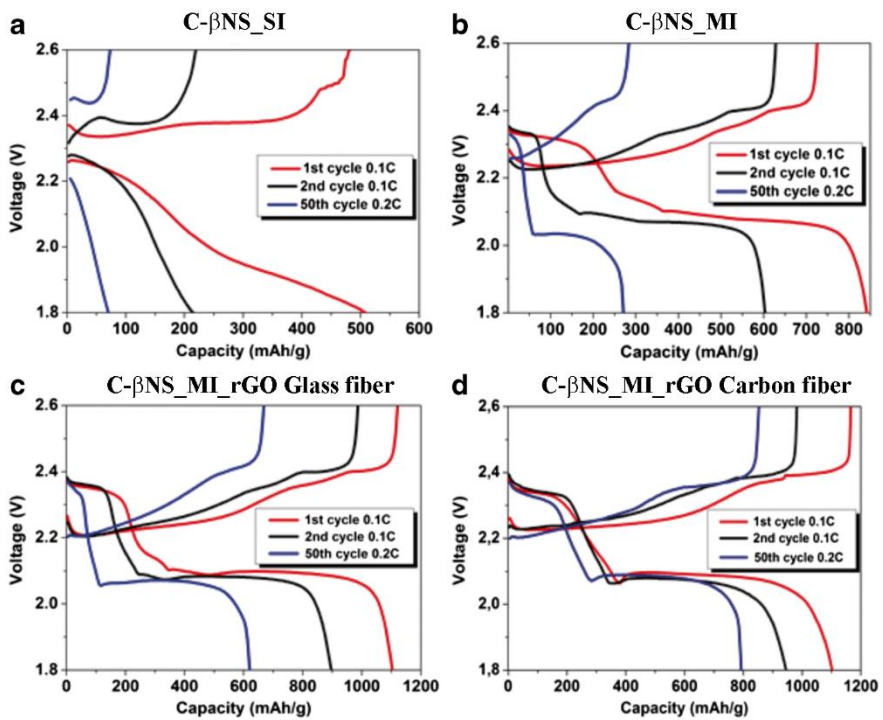 a C-βNS_SI
2.6
2.4
2.2
2.0
1.8
Voltage (V)
1st cycle 0.1C
2nd cycle 0.1C
50th cycle 0.2C
0 100 200 300 400 500 600
Capacity (mAh/g)
b C-βNS_MI
2.6
2.4
2.2
2.0
1.8
Voltage (V)
1st cycle 0.1C
2nd cycle 0.1C
50th cycle 0.2C
100 200 300 400 500 600 700 800
Capacity (mAh/g)
c C-βNS_MI_rGO Glass fiber
2.6
2.4
2.2
2.0
1.8
Voltage (V)
1st cycle 0.1C
2nd cycle 0.1C
50th cycle 0.2C
0 200 400 600 800 1000 1200
Capacity (mAh/g)
d C-βNS_MI_rGO Carbon fiber
2,6
2,4
2,2
2,0
1,8
Voltage (V)
1st cycle 0.1C
2nd cycle 0.1C
50th cycle 0.2C
0 200 400 600 800 1000 1200
Capacity (mAh/g)